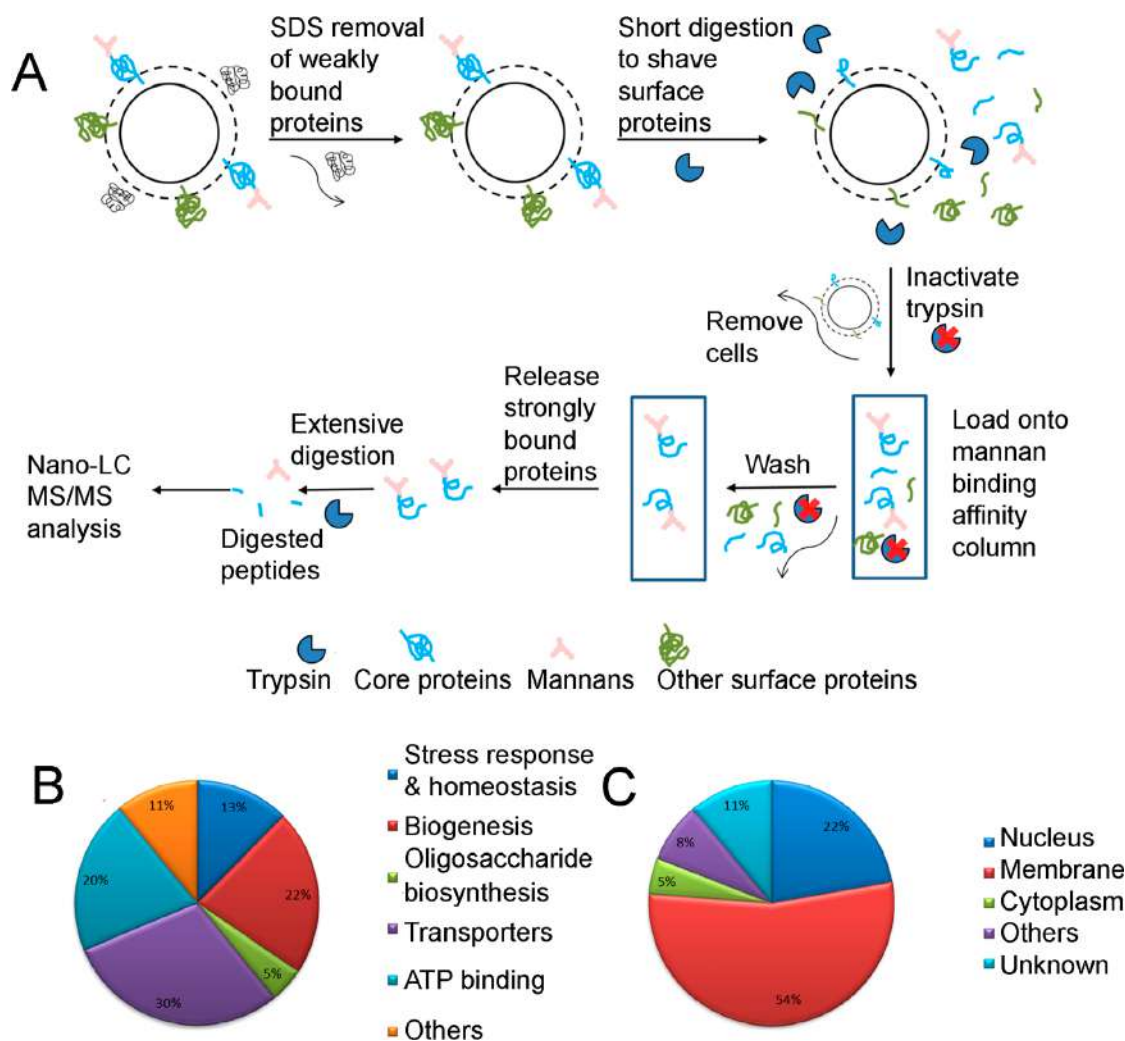 A
SDS removal
of weakly
bound
proteins
Short digestion
to shave
surface
proteins
Inactivate
trypsin
Remove
cells
Load onto
mannan
binding
affinity
column
Wash
Release
strongly
bound
proteins
Extensive
digestion
Digested
peptides
Nano-LC
MS/MS
analysis
Trypsin
Core proteins
Mannans
Other surface proteins
B
13%
22%
5%
30%
20%
11%
Stress response
& homeostasis
Biogenesis
Oligosaccharide
biosynthesis
Transporters
ATP binding
Others
C
22%
54%
5%
8%
11%
Nucleus
Membrane
Cytoplasm
Others
Unknown